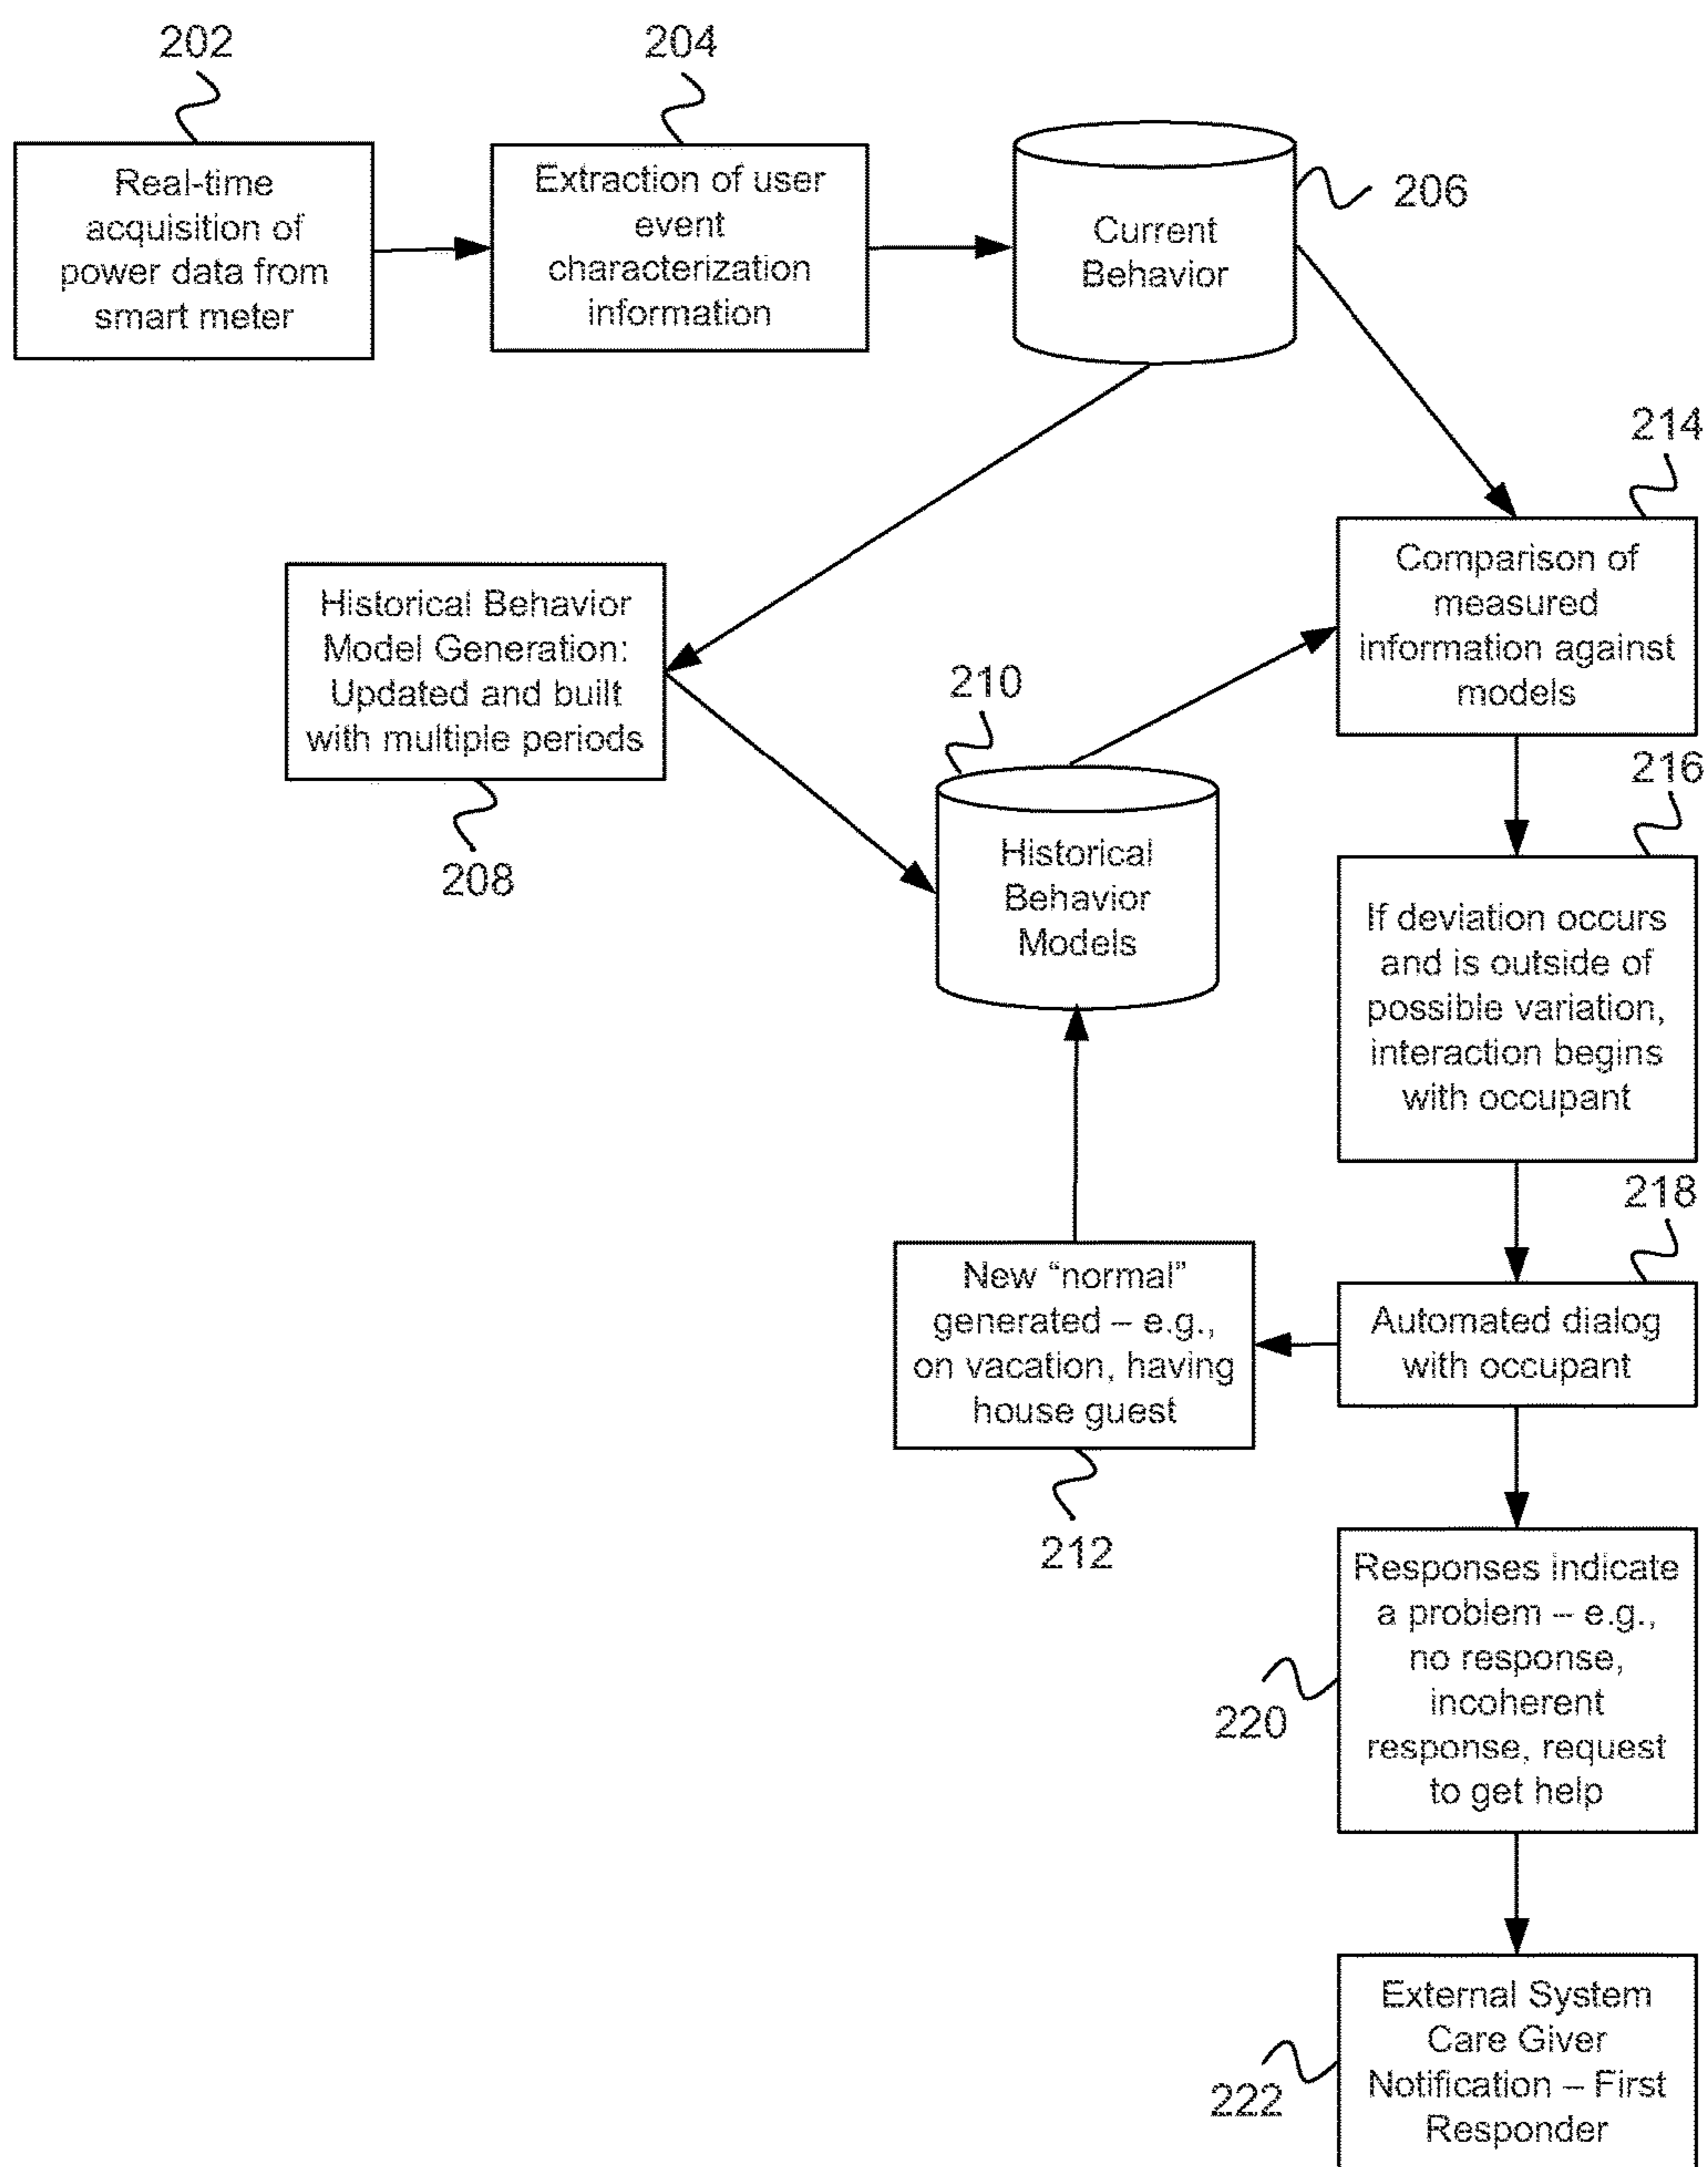 202
204
Real-time
acquisition of
power data from
smart meter
Extraction of user
event
characterization
information
Current
Behavior
206
214
Comparison of
measured
information against
models
Historical Behavior
Model Generation:
Updated and built
with multiple periods
208
210
Historical
Behavior
Models
216
If deviation occurs
and is outside of
possible variation,
interaction begins
with occupant
218
Automated dialog
with occupant
New “normal”
generated – e.g.,
on vacation, having
house guest
212
Responses indicate
a problem – e.g.,
no response,
incoherent
response, request
to get help
220
External System
Care Giver
Notification – First
Responder
222